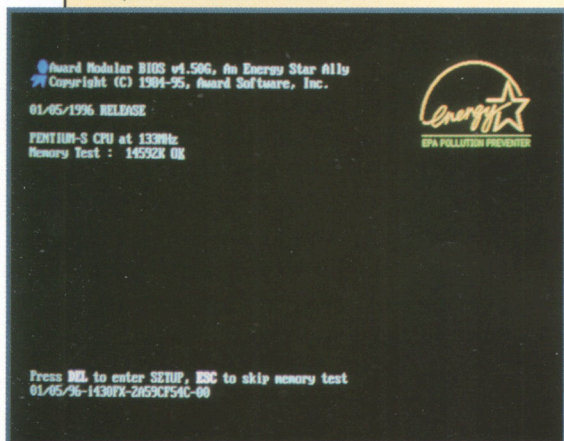 Award Modular BIOS v4.50G, An Energy Star Ally
Copyright (C) 1984-95, Award Software, Inc.
01/05/1996 RELEASE
energy
EPA POLLUTION PREVENTER
PENTIUM-S CPU at 133MHz
Memory Test : 14592K OK
Press DEL to enter SETUP, ESC to skip memory test
01/05/96-i430FX-2A59CF54C-00